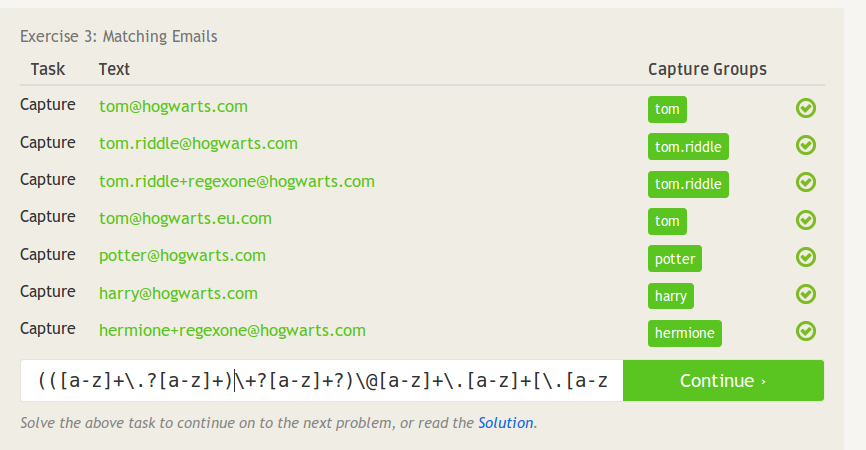 Exercise 3: Matching Emails
Task Text Capture Groups
Capture tom@hogwarts.com tom
Capture tom.riddle@hogwarts.com tom.riddle
Capture tom.riddle+regexone@hogwarts.com tom.riddle
Capture tom@hogwarts.eu.com tom
Capture potter@hogwarts.com potter
Capture harry@hogwarts.com harry
Capture hermione+regexone@hogwarts.com hermione
(([a-z]+\.?[a-z]+)\+?[a-z]+?)\@[a-z]+\.[a-z]+[\.[a-z Continue ›
Solve the above task to continue on to the next problem, or read the Solution.